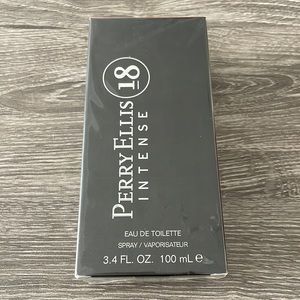 PERRY ELLIS 18
INTENSE
EAU DE TOILETTE
SPRAY / VAPORISATEUR
3.4 FL. OZ. 100 mL ℮